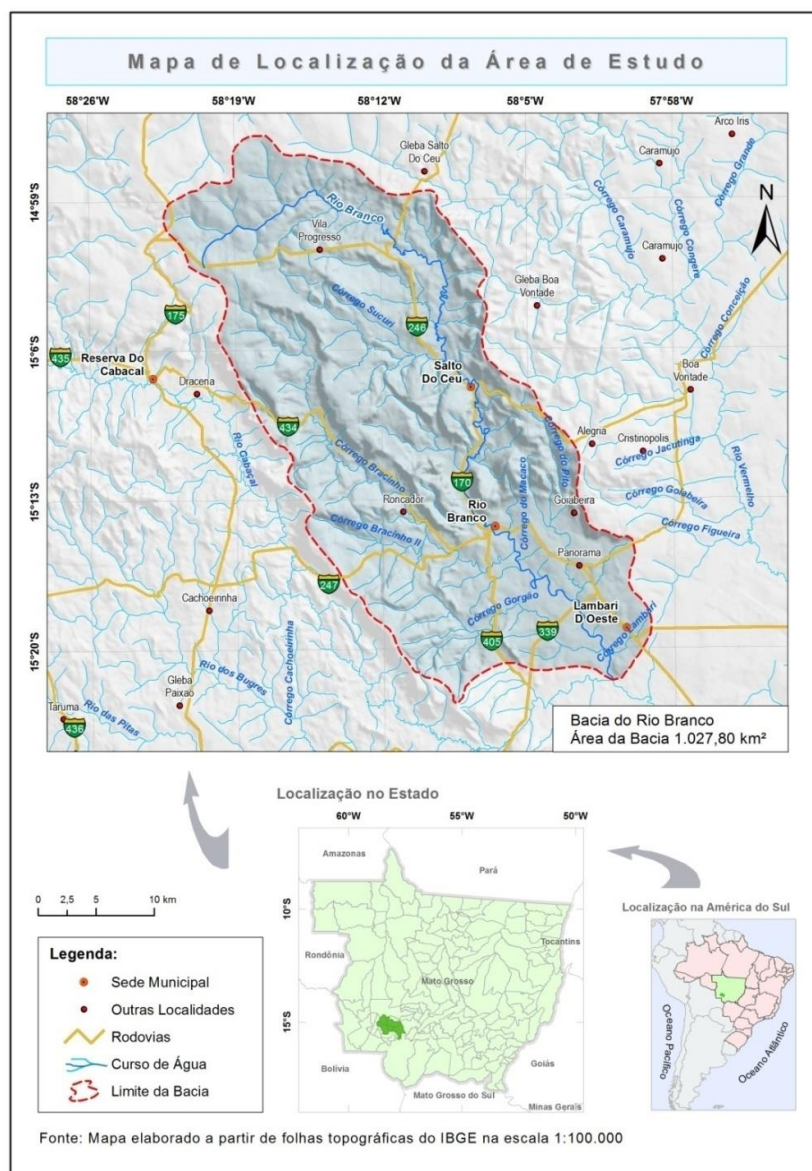 Mapa de Localização da Área de Estudo
58°26'W 58°19'W 58°12'W 58°5'W 57°58'W
14°59'S
15°6'S
15°13'S
15°20'S
Arco Iris
Gleba Salto
Do Ceu
Caramujo
Córrego Grande
Córrego Caramujo
Córrego Congere
N
Rio Branco
Vila
Progresso
Caramujo
Córrego Conceição
Gleba Boa
Vontade
Córrego Sucuri
175
246
435
Reserva Do
Cabacal
Dracena
Salto
Do Ceu
Boa
Vontade
434
Rio Cabaçal
Córrego Bracinho
Córrego do Pito
Alegria
Cristinopolis
Córrego Jacutinga
Rio Vermelho
170
Roncador
Rio
Branco
Córrego do Macaco
Goiabeira
Córrego Goiabeira
Córrego Figueira
Córrego Bracinho II
Panorama
247
Cachoeirinha
Córrego Gorgão
Lambari
D Oeste
Córrego Lambari
405
339
Córrego Cachoeirinha
Rio dos Bugres
Gleba
Paixao
Taruma
Rio das Pitas
436
Bacia do Rio Branco
Área da Bacia 1.027,80 km²
Localização no Estado
60°W 55°W 50°W
10°S
15°S
Amazonas
Pará
Rondônia
Tocantins
Mato Grosso
Bolívia
Goiás
Mato Grosso do Sul
Minas Gerais
0 2,5 5 10 km
Legenda:
Sede Municipal
Outras Localidades
Rodovias
Curso de Água
Limite da Bacia
Localização na América do Sul
Oceano Pacífico
Oceano Atlântico
Fonte: Mapa elaborado a partir de folhas topográficas do IBGE na escala 1:100.000